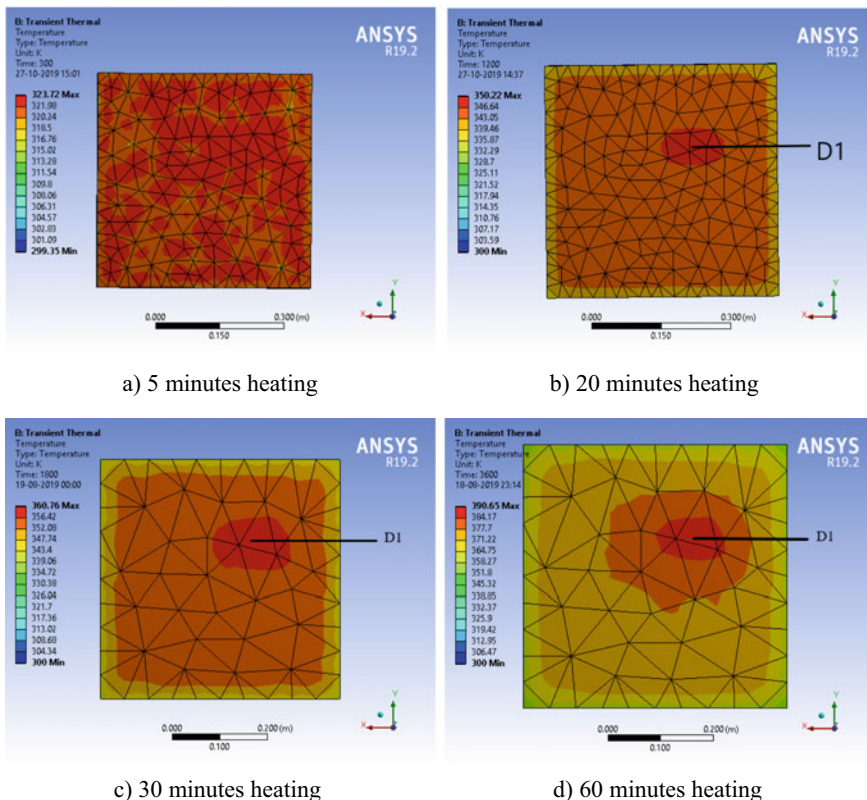 B: Transient Thermal
Temperature
Type: Temperature
Unit: K
Time: 300
27-10-2019 15:01
323.72 Max
321.98
320.24
318.5
316.76
315.02
313.28
311.54
309.8
308.06
306.31
304.57
302.83
301.09
299.35 Min
ANSYS
R19.2
0.000
0.300 (m)
0.150
Y
X
Z
a) 5 minutes heating
B: Transient Thermal
Temperature
Type: Temperature
Unit: K
Time: 1200
27-10-2019 14:37
350.22 Max
346.64
343.05
339.46
335.87
332.29
328.7
325.11
321.52
317.94
314.35
310.76
307.17
303.59
300 Min
ANSYS
R19.2
D1
0.000
0.300 (m)
0.150
Y
X
Z
b) 20 minutes heating
B: Transient Thermal
Temperature
Type: Temperature
Unit: K
Time: 1800
19-08-2019 00:00
360.76 Max
356.42
352.08
347.74
343.4
339.06
334.72
330.38
326.04
321.7
317.36
313.02
308.68
304.34
300 Min
ANSYS
R19.2
D1
0.000
0.200 (m)
0.100
Y
X
Z
c) 30 minutes heating
B: Transient Thermal
Temperature
Type: Temperature
Unit: K
Time: 3600
18-08-2019 23:14
390.65 Max
384.17
377.7
371.22
364.75
358.27
351.8
345.32
338.85
332.37
325.9
319.42
312.95
306.47
300 Min
ANSYS
R19.2
D1
0.000
0.200 (m)
0.100
Y
X
Z
d) 60 minutes heating